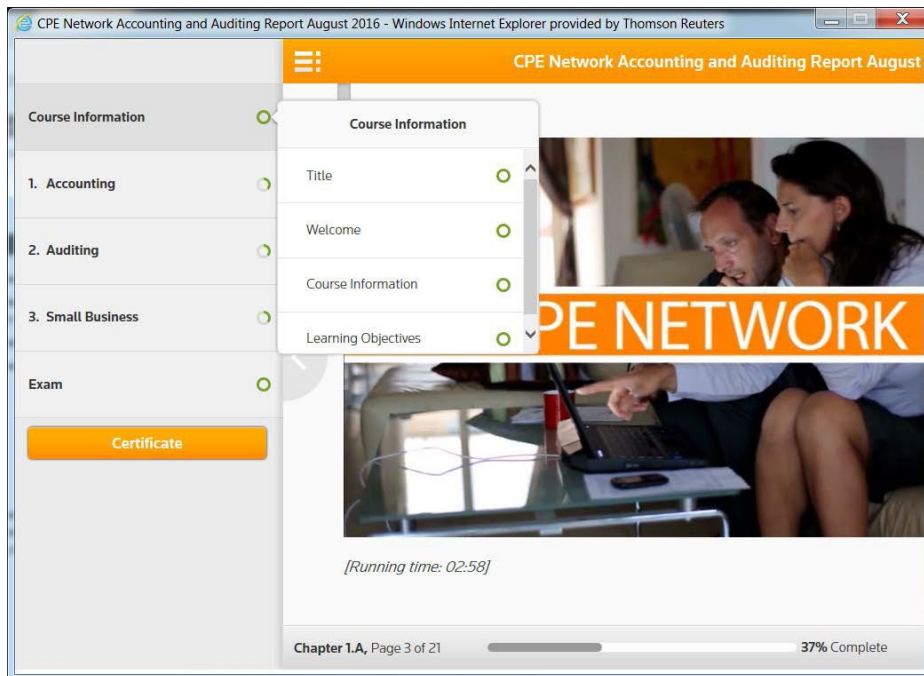 CPE Network Accounting and Auditing Report August 2016 - Windows Internet Explorer provided by Thomson Reuters
CPE Network Accounting and Auditing Report August
Course Information
1. Accounting
2. Auditing
3. Small Business
Exam
Certificate
Course Information
Title
Welcome
Course Information
Learning Objectives
PE NETWORK
[Running time: 02:58]
Chapter 1.A, Page 3 of 21
37% Complete